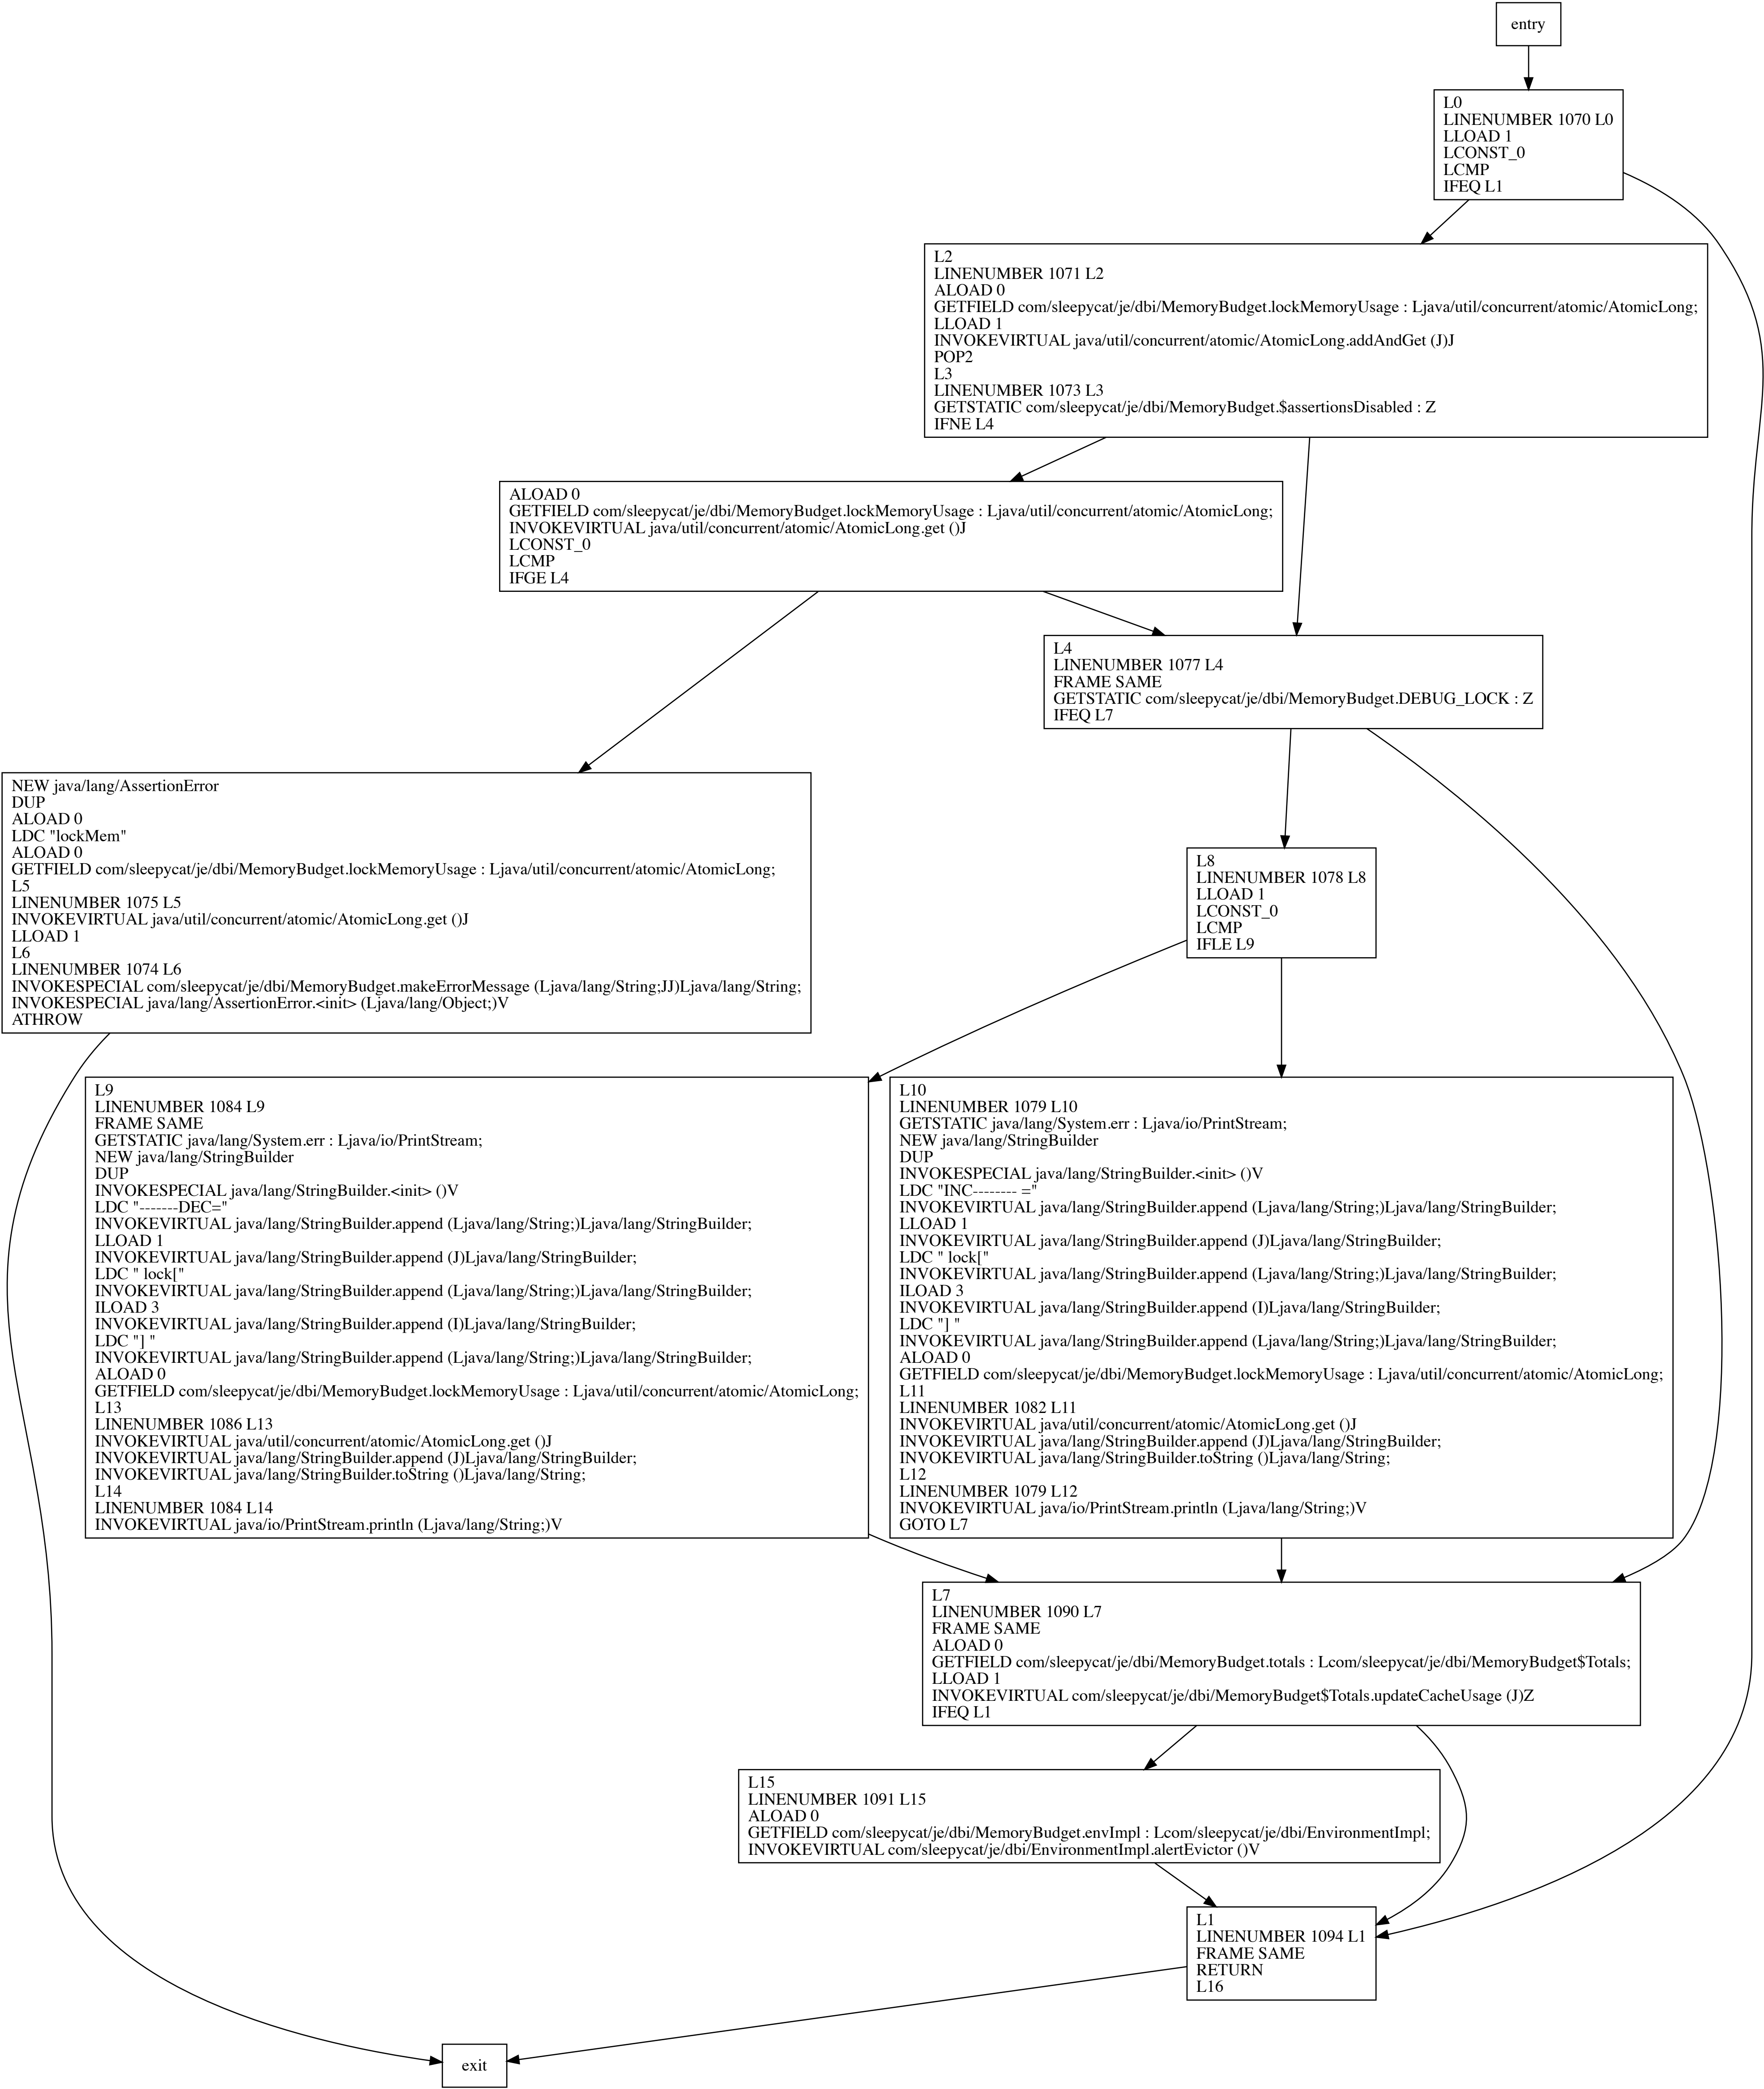 entry
L0
LINENUMBER 1070 L0
LLOAD 1
LCONST_0
LCMP
IFEQ L1
L2
LINENUMBER 1071 L2
ALOAD 0
GETFIELD com/sleepycat/je/dbi/MemoryBudget.lockMemoryUsage : Ljava/util/concurrent/atomic/AtomicLong;
LLOAD 1
INVOKEVIRTUAL java/util/concurrent/atomic/AtomicLong.addAndGet (J)J
POP2
L3
LINENUMBER 1073 L3
GETSTATIC com/sleepycat/je/dbi/MemoryBudget.$assertionsDisabled : Z
IFNE L4
ALOAD 0
GETFIELD com/sleepycat/je/dbi/MemoryBudget.lockMemoryUsage : Ljava/util/concurrent/atomic/AtomicLong;
INVOKEVIRTUAL java/util/concurrent/atomic/AtomicLong.get ()J
LCONST_0
LCMP
IFGE L4
L4
LINENUMBER 1077 L4
FRAME SAME
GETSTATIC com/sleepycat/je/dbi/MemoryBudget.DEBUG_LOCK : Z
IFEQ L7
NEW java/lang/AssertionError
DUP
ALOAD 0
LDC "lockMem"
ALOAD 0
GETFIELD com/sleepycat/je/dbi/MemoryBudget.lockMemoryUsage : Ljava/util/concurrent/atomic/AtomicLong;
L5
LINENUMBER 1075 L5
INVOKEVIRTUAL java/util/concurrent/atomic/AtomicLong.get ()J
LLOAD 1
L6
LINENUMBER 1074 L6
INVOKESPECIAL com/sleepycat/je/dbi/MemoryBudget.makeErrorMessage (Ljava/lang/String;JJ)Ljava/lang/String;
INVOKESPECIAL java/lang/AssertionError.<init> (Ljava/lang/Object;)V
ATHROW
L8
LINENUMBER 1078 L8
LLOAD 1
LCONST_0
LCMP
IFLE L9
L9
LINENUMBER 1084 L9
FRAME SAME
GETSTATIC java/lang/System.err : Ljava/io/PrintStream;
NEW java/lang/StringBuilder
DUP
INVOKESPECIAL java/lang/StringBuilder.<init> ()V
LDC "-------DEC="
INVOKEVIRTUAL java/lang/StringBuilder.append (Ljava/lang/String;)Ljava/lang/StringBuilder;
LLOAD 1
INVOKEVIRTUAL java/lang/StringBuilder.append (J)Ljava/lang/StringBuilder;
LDC " lock["
INVOKEVIRTUAL java/lang/StringBuilder.append (Ljava/lang/String;)Ljava/lang/StringBuilder;
ILOAD 3
INVOKEVIRTUAL java/lang/StringBuilder.append (I)Ljava/lang/StringBuilder;
LDC "] "
INVOKEVIRTUAL java/lang/StringBuilder.append (Ljava/lang/String;)Ljava/lang/StringBuilder;
ALOAD 0
GETFIELD com/sleepycat/je/dbi/MemoryBudget.lockMemoryUsage : Ljava/util/concurrent/atomic/AtomicLong;
L13
LINENUMBER 1086 L13
INVOKEVIRTUAL java/util/concurrent/atomic/AtomicLong.get ()J
INVOKEVIRTUAL java/lang/StringBuilder.append (J)Ljava/lang/StringBuilder;
INVOKEVIRTUAL java/lang/StringBuilder.toString ()Ljava/lang/String;
L14
LINENUMBER 1084 L14
INVOKEVIRTUAL java/io/PrintStream.println (Ljava/lang/String;)V
L10
LINENUMBER 1079 L10
GETSTATIC java/lang/System.err : Ljava/io/PrintStream;
NEW java/lang/StringBuilder
DUP
INVOKESPECIAL java/lang/StringBuilder.<init> ()V
LDC "INC-------- ="
INVOKEVIRTUAL java/lang/StringBuilder.append (Ljava/lang/String;)Ljava/lang/StringBuilder;
LLOAD 1
INVOKEVIRTUAL java/lang/StringBuilder.append (J)Ljava/lang/StringBuilder;
LDC " lock["
INVOKEVIRTUAL java/lang/StringBuilder.append (Ljava/lang/String;)Ljava/lang/StringBuilder;
ILOAD 3
INVOKEVIRTUAL java/lang/StringBuilder.append (I)Ljava/lang/StringBuilder;
LDC "] "
INVOKEVIRTUAL java/lang/StringBuilder.append (Ljava/lang/String;)Ljava/lang/StringBuilder;
ALOAD 0
GETFIELD com/sleepycat/je/dbi/MemoryBudget.lockMemoryUsage : Ljava/util/concurrent/atomic/AtomicLong;
L11
LINENUMBER 1082 L11
INVOKEVIRTUAL java/util/concurrent/atomic/AtomicLong.get ()J
INVOKEVIRTUAL java/lang/StringBuilder.append (J)Ljava/lang/StringBuilder;
INVOKEVIRTUAL java/lang/StringBuilder.toString ()Ljava/lang/String;
L12
LINENUMBER 1079 L12
INVOKEVIRTUAL java/io/PrintStream.println (Ljava/lang/String;)V
GOTO L7
L7
LINENUMBER 1090 L7
FRAME SAME
ALOAD 0
GETFIELD com/sleepycat/je/dbi/MemoryBudget.totals : Lcom/sleepycat/je/dbi/MemoryBudget$Totals;
LLOAD 1
INVOKEVIRTUAL com/sleepycat/je/dbi/MemoryBudget$Totals.updateCacheUsage (J)Z
IFEQ L1
L15
LINENUMBER 1091 L15
ALOAD 0
GETFIELD com/sleepycat/je/dbi/MemoryBudget.envImpl : Lcom/sleepycat/je/dbi/EnvironmentImpl;
INVOKEVIRTUAL com/sleepycat/je/dbi/EnvironmentImpl.alertEvictor ()V
L1
LINENUMBER 1094 L1
FRAME SAME
RETURN
L16
exit